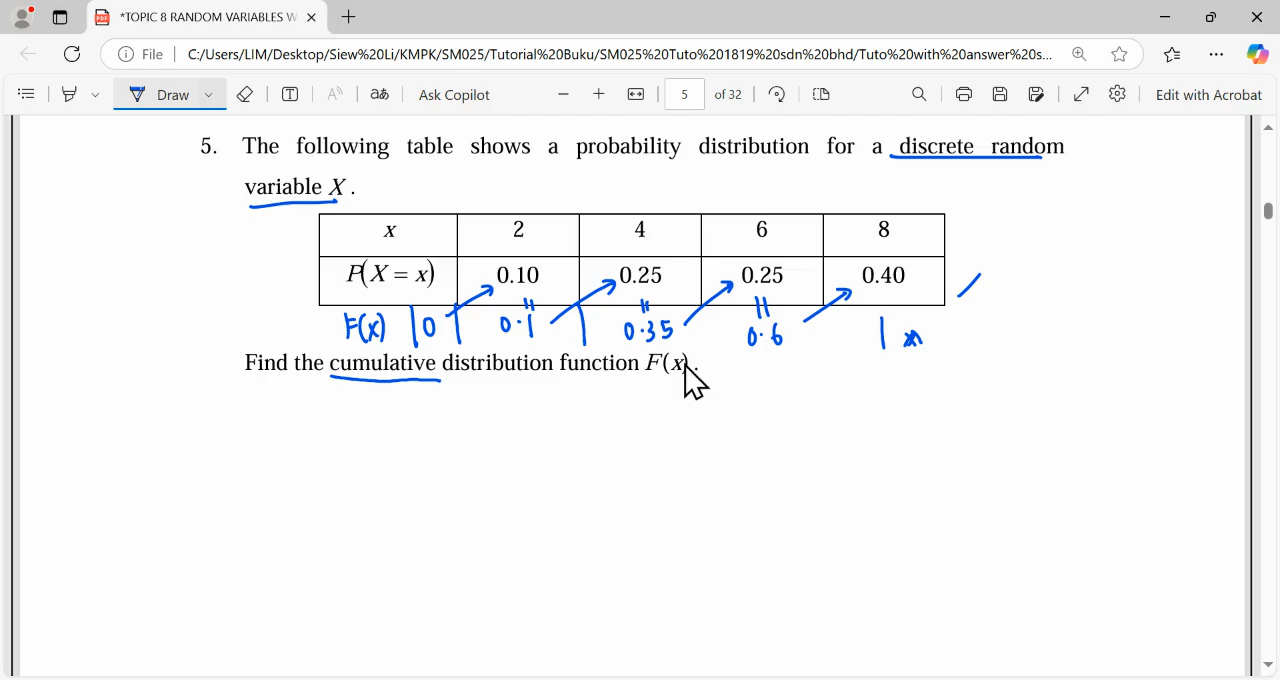 *TOPIC 8 RANDOM VARIABLES W
File C:/Users/LIM/Desktop/Siew%20Li/KMPK/SM025/Tutorial%20Buku/SM025%20Tuto%201819%20sdn%20bhd/Tuto%20with%20answer%20s...
Draw aあ Ask Copilot 5 of 32 Edit with Acrobat
5. The following table shows a probability distribution for a discrete random
variable X .
x 2 4 6 8
P(X = x) 0.10 0.25 0.25 0.40
F(x) 0 0.1 0.35 0.6 1
Find the cumulative distribution function F(x).